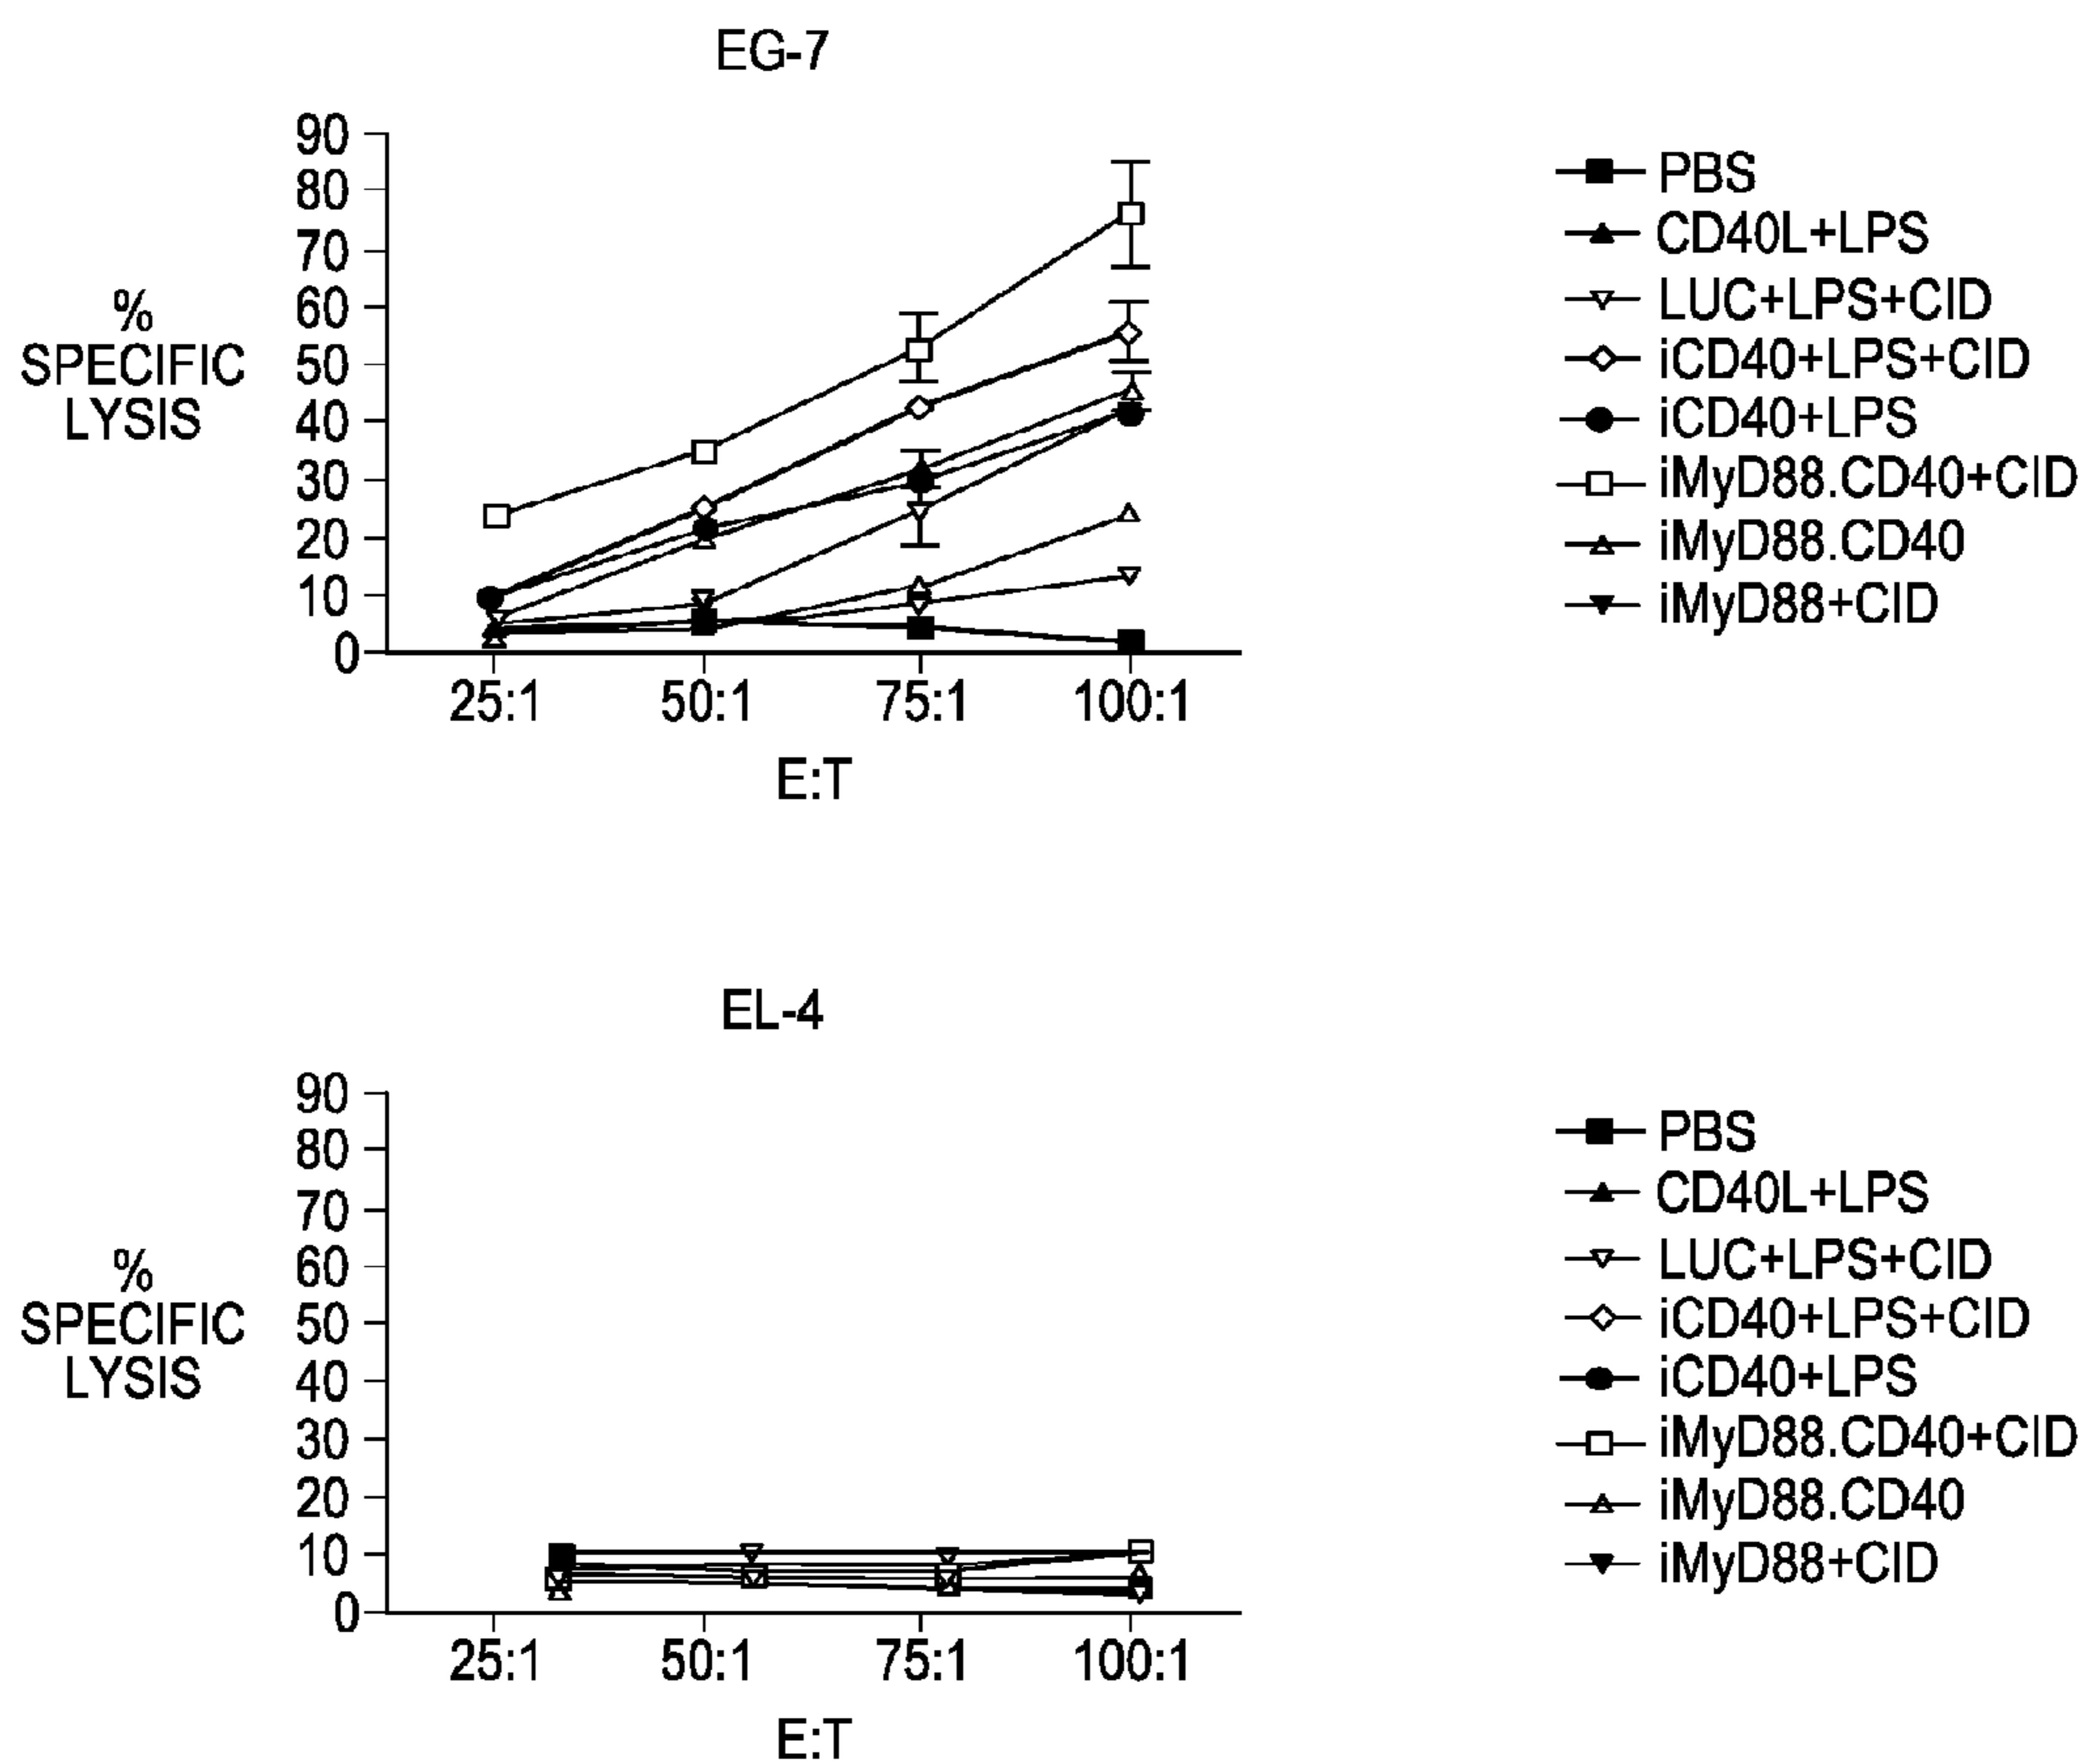 EG-7
90
80
70
60
50
40
30
20
10
0
%
SPECIFIC
LYSIS
25:1 50:1 75:1 100:1
E:T
PBS
CD40L+LPS
LUC+LPS+CID
iCD40+LPS+CID
iCD40+LPS
iMyD88.CD40+CID
iMyD88.CD40
iMyD88+CID
EL-4
90
80
70
60
50
40
30
20
10
0
%
SPECIFIC
LYSIS
25:1 50:1 75:1 100:1
E:T
PBS
CD40L+LPS
LUC+LPS+CID
iCD40+LPS+CID
iCD40+LPS
iMyD88.CD40+CID
iMyD88.CD40
iMyD88+CID